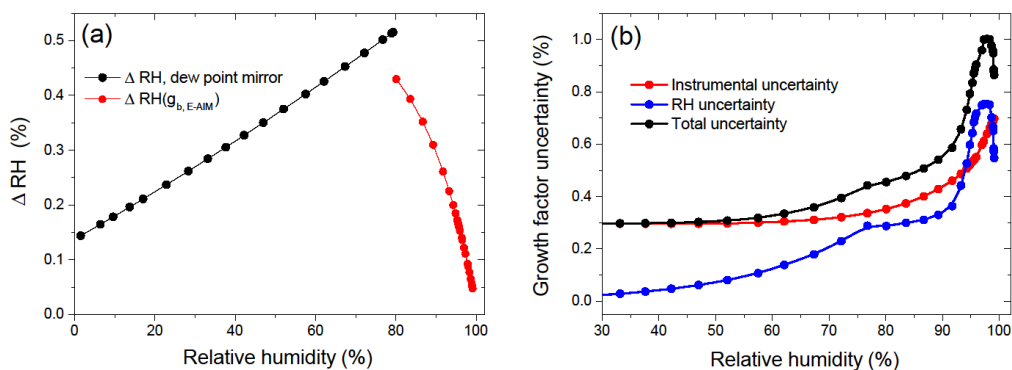 (a)
Δ RH, dew point mirror
Δ RH(g_b, E-AIM)
Δ RH (%)
0.5
0.4
0.3
0.2
0.1
0.0
0 20 40 60 80 100
Relative humidity (%)
(b)
Instrumental uncertainty
RH uncertainty
Total uncertainty
Growth factor uncertainty (%)
1.0
0.8
0.6
0.4
0.2
0.0
30 40 50 60 70 80 90 100
Relative humidity (%)